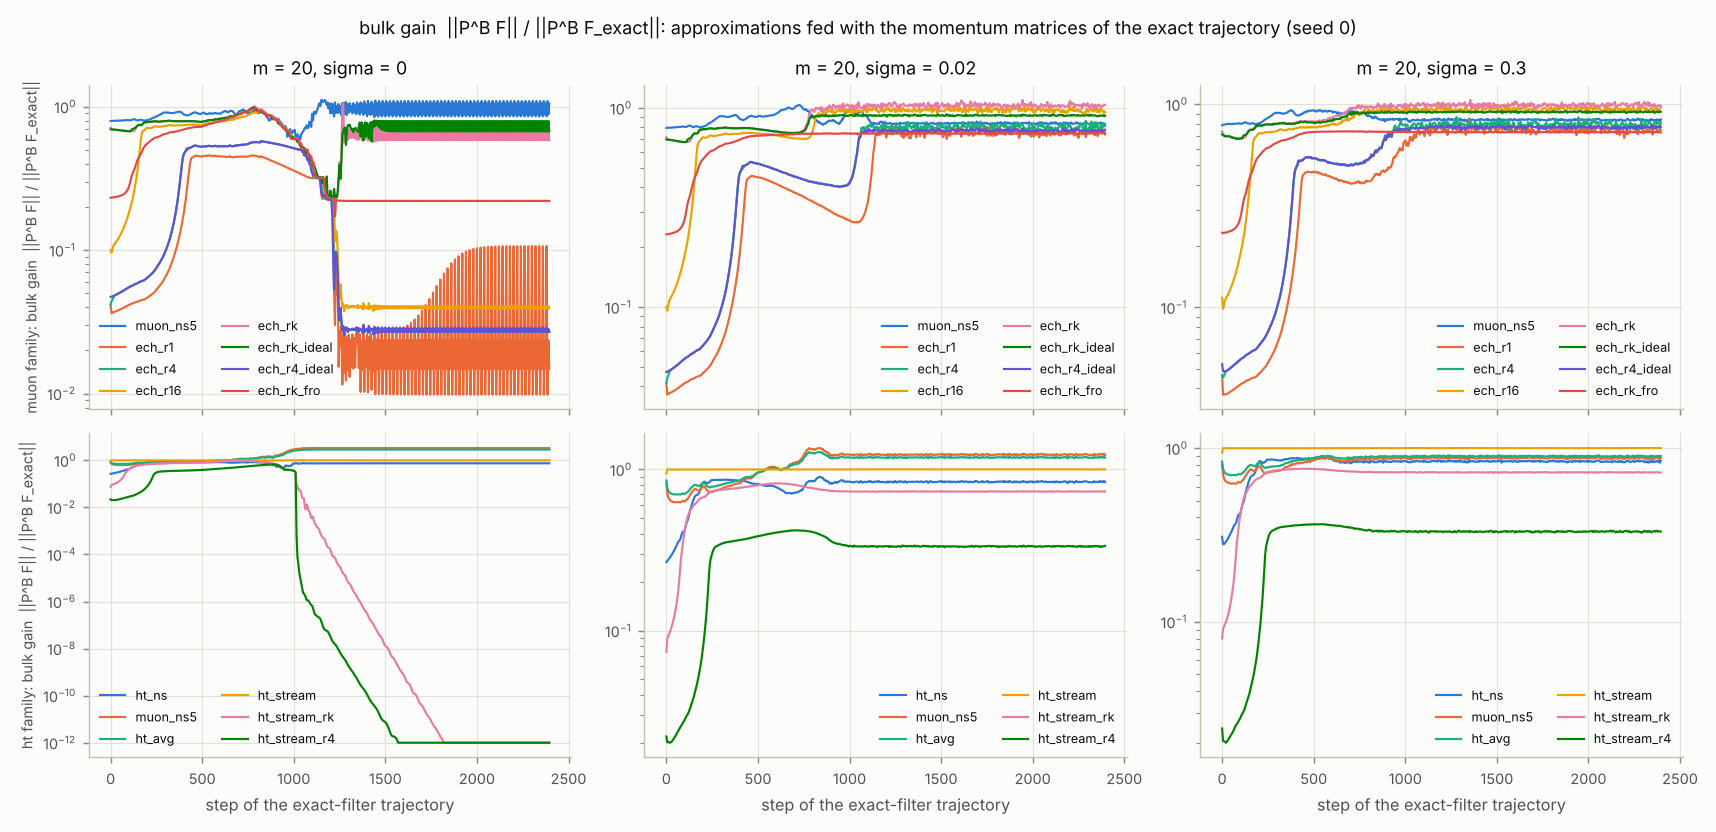 bulk gain ||P^B F|| / ||P^B F_exact||: approximations fed with the momentum matrices of the exact trajectory (seed 0)
m = 20, sigma = 0
m = 20, sigma = 0.02
m = 20, sigma = 0.3
muon family: bulk gain ||P^B F|| / ||P^B F_exact||
10⁰
10⁻¹
10⁻²
muon_ns5
ech_r1
ech_r4
ech_r16
ech_rk
ech_rk_ideal
ech_r4_ideal
ech_rk_fro
10⁰
10⁻¹
muon_ns5
ech_r1
ech_r4
ech_r16
ech_rk
ech_rk_ideal
ech_r4_ideal
ech_rk_fro
10⁰
10⁻¹
muon_ns5
ech_r1
ech_r4
ech_r16
ech_rk
ech_rk_ideal
ech_r4_ideal
ech_rk_fro
ht family: bulk gain ||P^B F|| / ||P^B F_exact||
10⁰
10⁻²
10⁻⁴
10⁻⁶
10⁻⁸
10⁻¹⁰
10⁻¹²
ht_ns
muon_ns5
ht_avg
ht_stream
ht_stream_rk
ht_stream_r4
0 500 1000 1500 2000 2500
step of the exact-filter trajectory
10⁰
10⁻¹
ht_ns
muon_ns5
ht_avg
ht_stream
ht_stream_rk
ht_stream_r4
0 500 1000 1500 2000 2500
step of the exact-filter trajectory
10⁰
10⁻¹
ht_ns
muon_ns5
ht_avg
ht_stream
ht_stream_rk
ht_stream_r4
0 500 1000 1500 2000 2500
step of the exact-filter trajectory